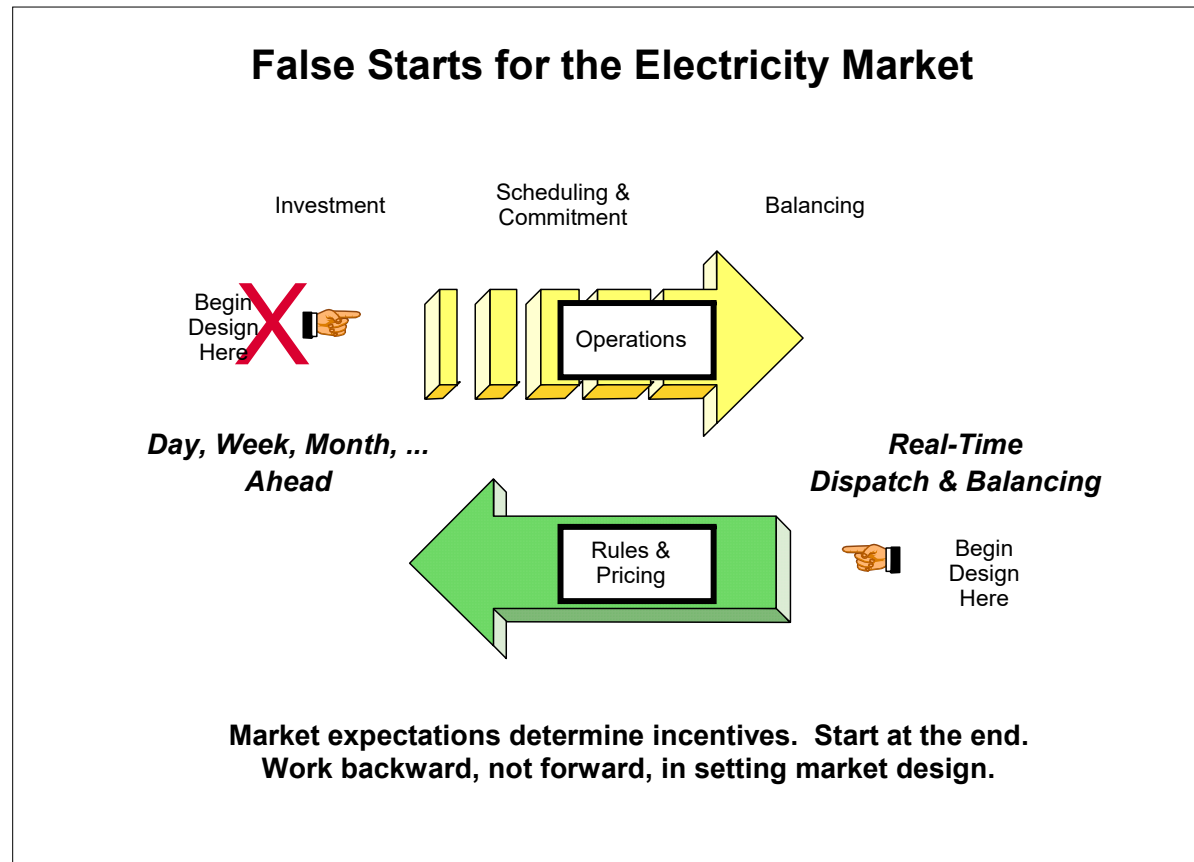 False Starts for the Electricity Market
Investment
Scheduling &
Commitment
Balancing
Begin
Design
Here
Operations
Day, Week, Month, ...
Ahead
Real-Time
Dispatch & Balancing
Rules &
Pricing
Begin
Design
Here
Market expectations determine incentives.  Start at the end.
Work backward, not forward, in setting market design.